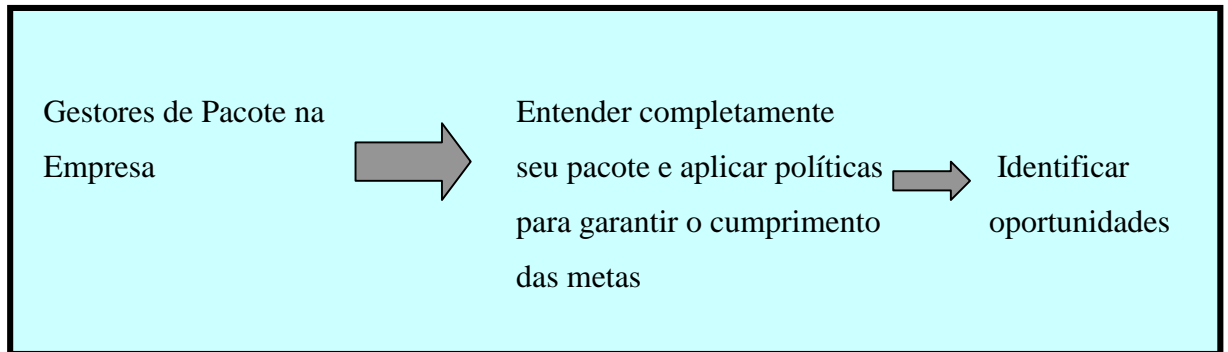 Gestores de Pacote na
Empresa
Entender completamente
seu pacote e aplicar políticas
para garantir o cumprimento
das metas
Identificar
oportunidades